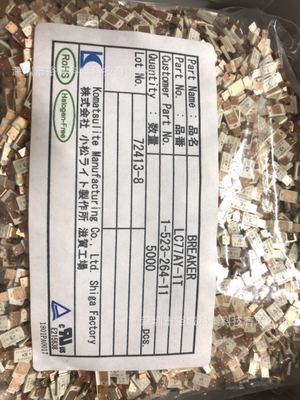 Part Name : 品名 BREAKER
Part No. : 品番 LC77AY-1T
Customer Part No. : 1-523-264-11
Quantity : 数量 5000 pcs.
Lot No. 72413-8
Komatsulite Manufacturing Co., Ltd. Shiga Factory
株式会社 小松ライト製作所 滋賀工場
RoHS
Halogen-Free
K